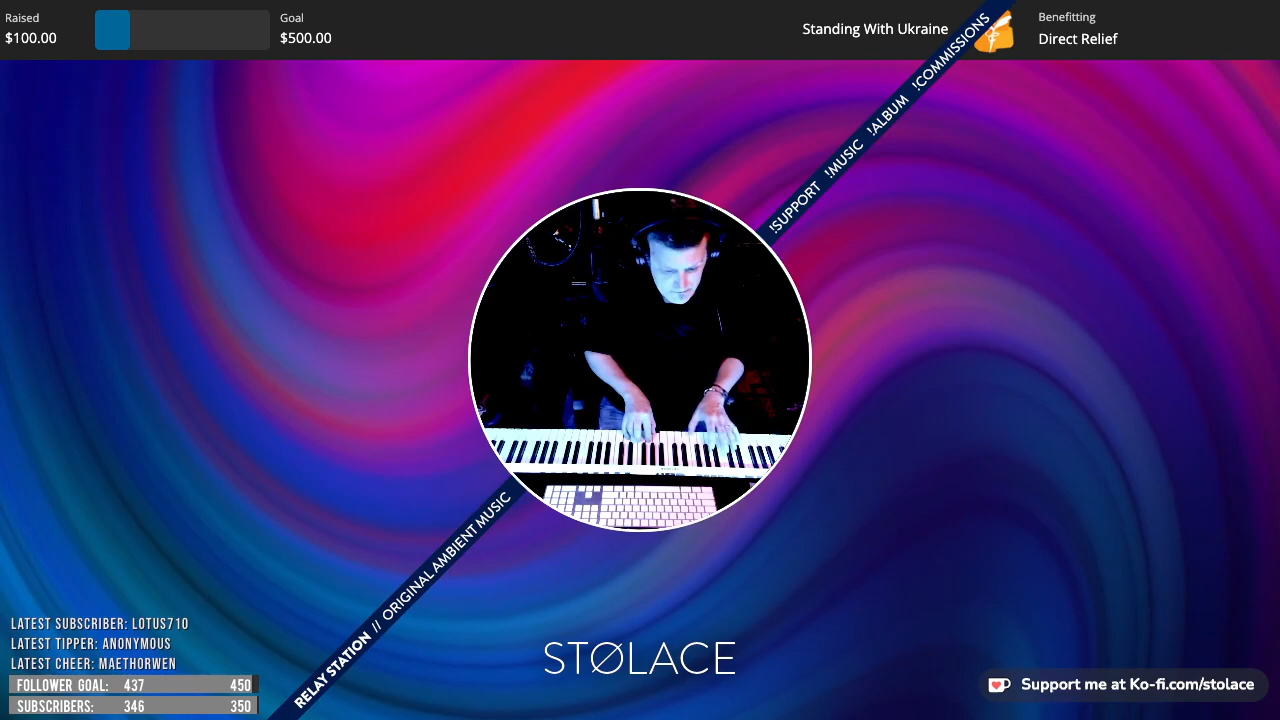 Raised
$100.00
Goal
$500.00
Standing With Ukraine
Benefitting
Direct Relief
!SUPPORT !MUSIC !ALBUM !COMMISSIONS
RELAY STATION // ORIGINAL AMBIENT MUSIC
STØLACE
LATEST SUBSCRIBER: LOTUS710
LATEST TIPPER: ANONYMOUS
LATEST CHEER: MAETHORWEN
FOLLOWER GOAL: 437 450
SUBSCRIBERS: 346 350
Support me at Ko-fi.com/stolace